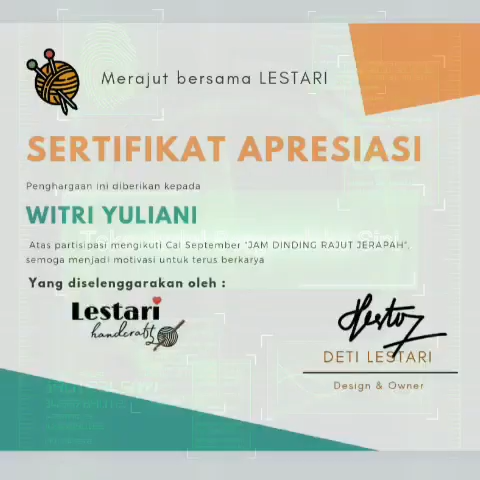 Merajut bersama LESTARI
SERTIFIKAT APRESIASI
Penghargaan ini diberikan kepada
WITRI YULIANI
Atas partisipasi mengikuti Cal September "JAM DINDING RAJUT JERAPAH",
semoga menjadi motivasi untuk terus berkarya
Yang diselenggarakan oleh :
Lestari
handcraft
DETI LESTARI
Design & Owner